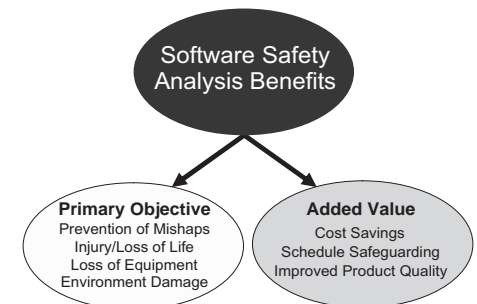 Software Safety
Analysis Benefits
Primary Objective
Prevention of Mishaps
Injury/Loss of Life
Loss of Equipment
Environment Damage
Added Value
Cost Savings
Schedule Safeguarding
Improved Product Quality